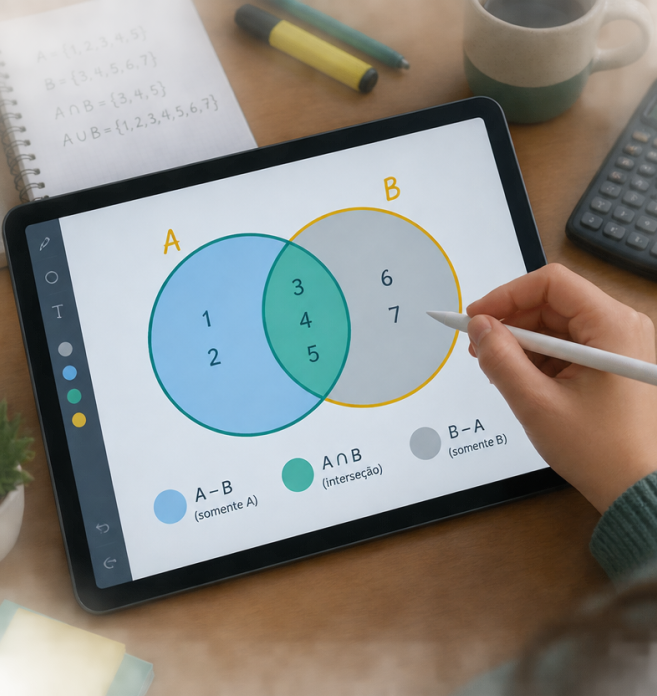 A = {1,2,3,4,5}
B = {3,4,5,6,7}
A ∩ B = {3,4,5}
A ∪ B = {1,2,3,4,5,6,7}
T
A
B
1
2
3
4
5
6
7
A – B
(somente A)
A ∩ B
(interseção)
B – A
(somente B)